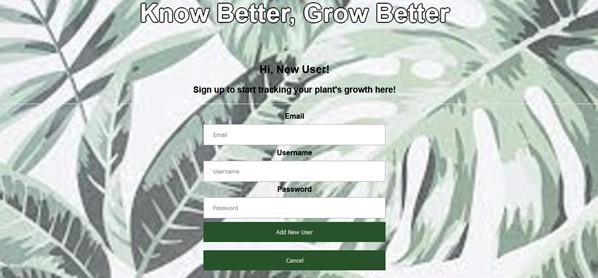 Know Better, Grow Better
Hi, New User!
Sign up to start tracking your plant's growth here!
Email
Email
Username
Username
Password
Password
Add New User
Cancel